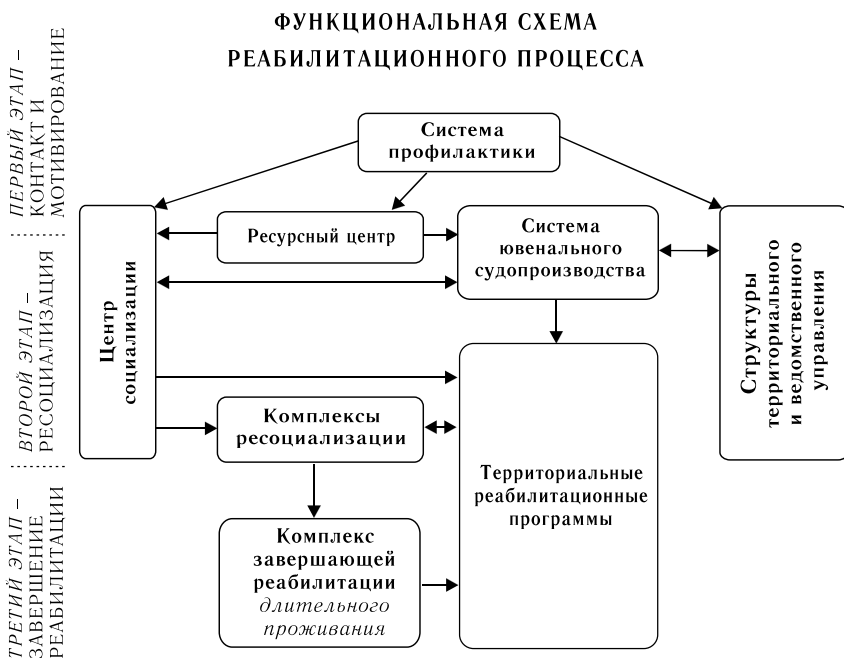 ФУНКЦИОНАЛЬНАЯ СХЕМА
РЕАБИЛИТАЦИОННОГО ПРОЦЕССА
ПЕРВЫЙ ЭТАП –
КОНТАКТ И
МОТИВИРОВАНИЕ
ВТОРОЙ ЭТАП –
РЕСОЦИАЛИЗАЦИЯ
ТРЕТИЙ ЭТАП –
ЗАВЕРШЕНИЕ
РЕАБИЛИТАЦИИ
Система
профилактики
Центр
социализации
Ресурсный центр
Система
ювенального
судопроизводства
Структуры
территориального
и ведомственного
управления
Комплексы
ресоциализации
Территориальные
реабилитационные
программы
Комплекс
завершающей
реабилитации
длительного
проживания